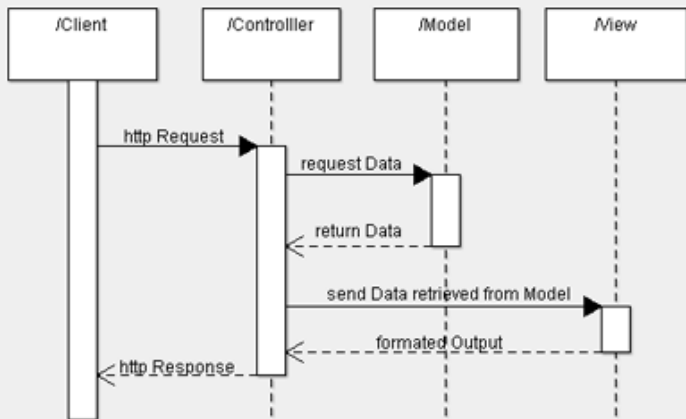 /Client
/Controlller
/Model
/View
http Request
request Data
return Data
send Data retrieved from Model
formated Output
http Response